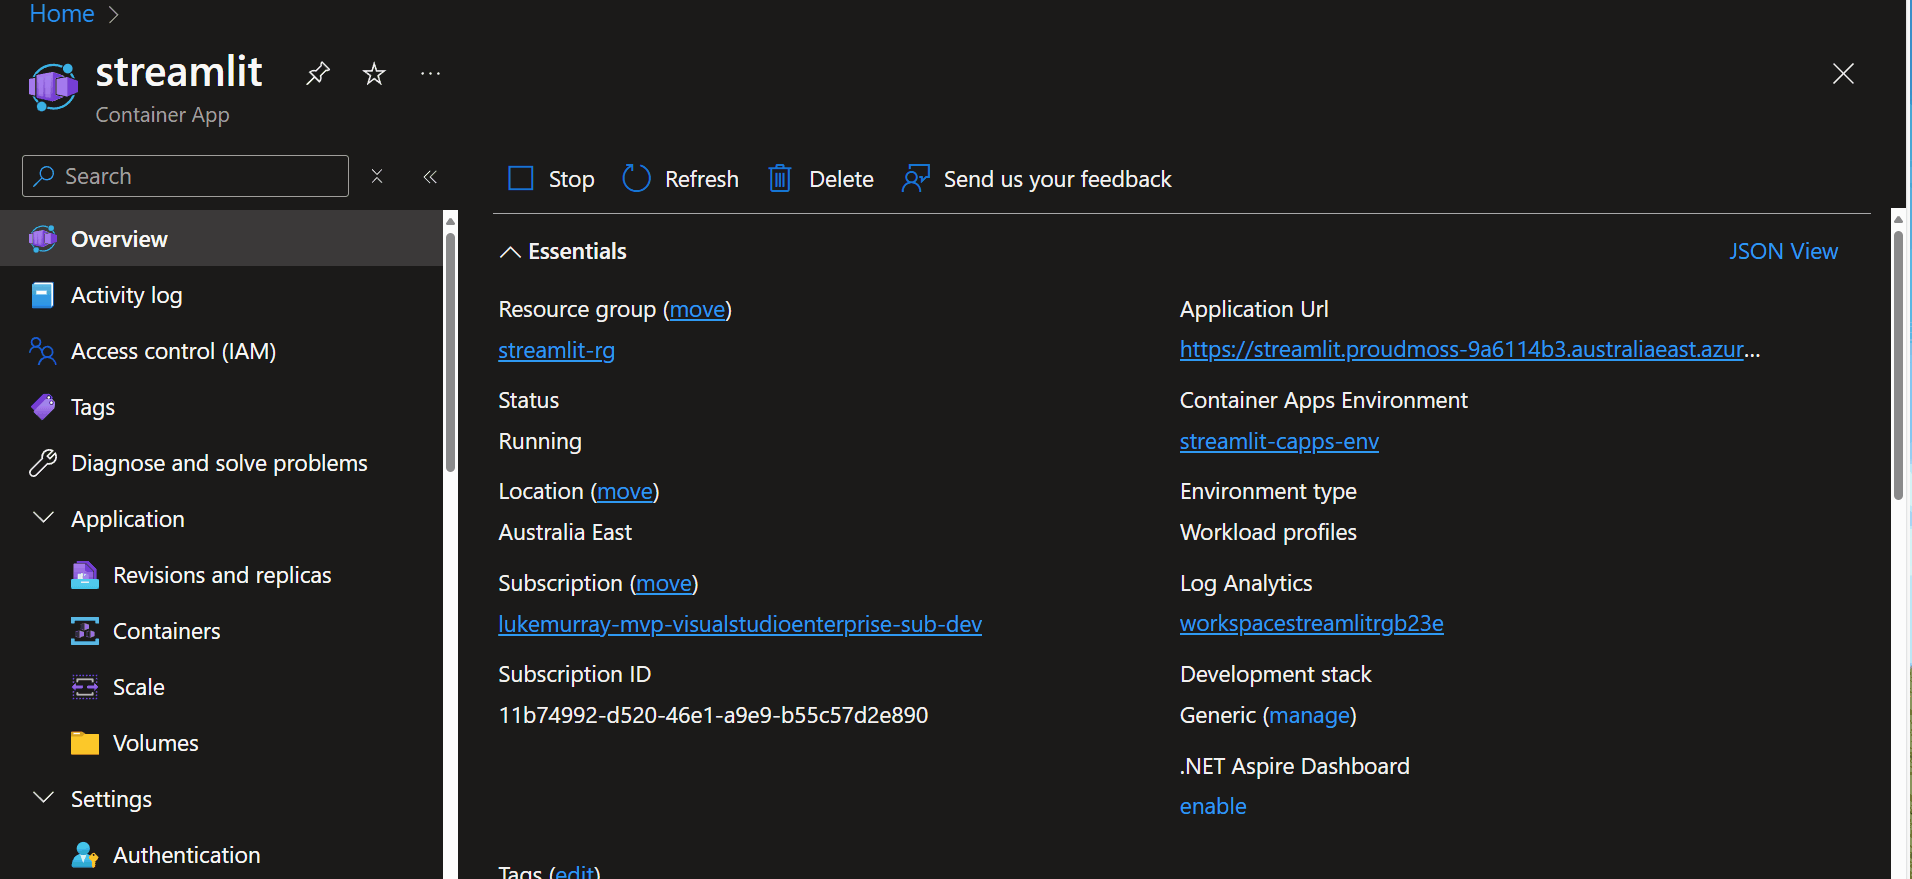 Home
streamlit
Container App
Search
Stop
Refresh
Delete
Send us your feedback
Overview
Activity log
Access control (IAM)
Tags
Diagnose and solve problems
Application
Revisions and replicas
Containers
Scale
Volumes
Settings
Authentication
Essentials
JSON View
Resource group (move)
streamlit-rg
Status
Running
Location (move)
Australia East
Subscription (move)
lukemurray-mvp-visualstudioenterprise-sub-dev
Subscription ID
11b74992-d520-46e1-a9e9-b55c57d2e890
Application Url
https://streamlit.proudmoss-9a6114b3.australiaeast.azur...
Container Apps Environment
streamlit-capps-env
Environment type
Workload profiles
Log Analytics
workspacestreamlitrgb23e
Development stack
Generic (manage)
.NET Aspire Dashboard
enable
Tags (edit)